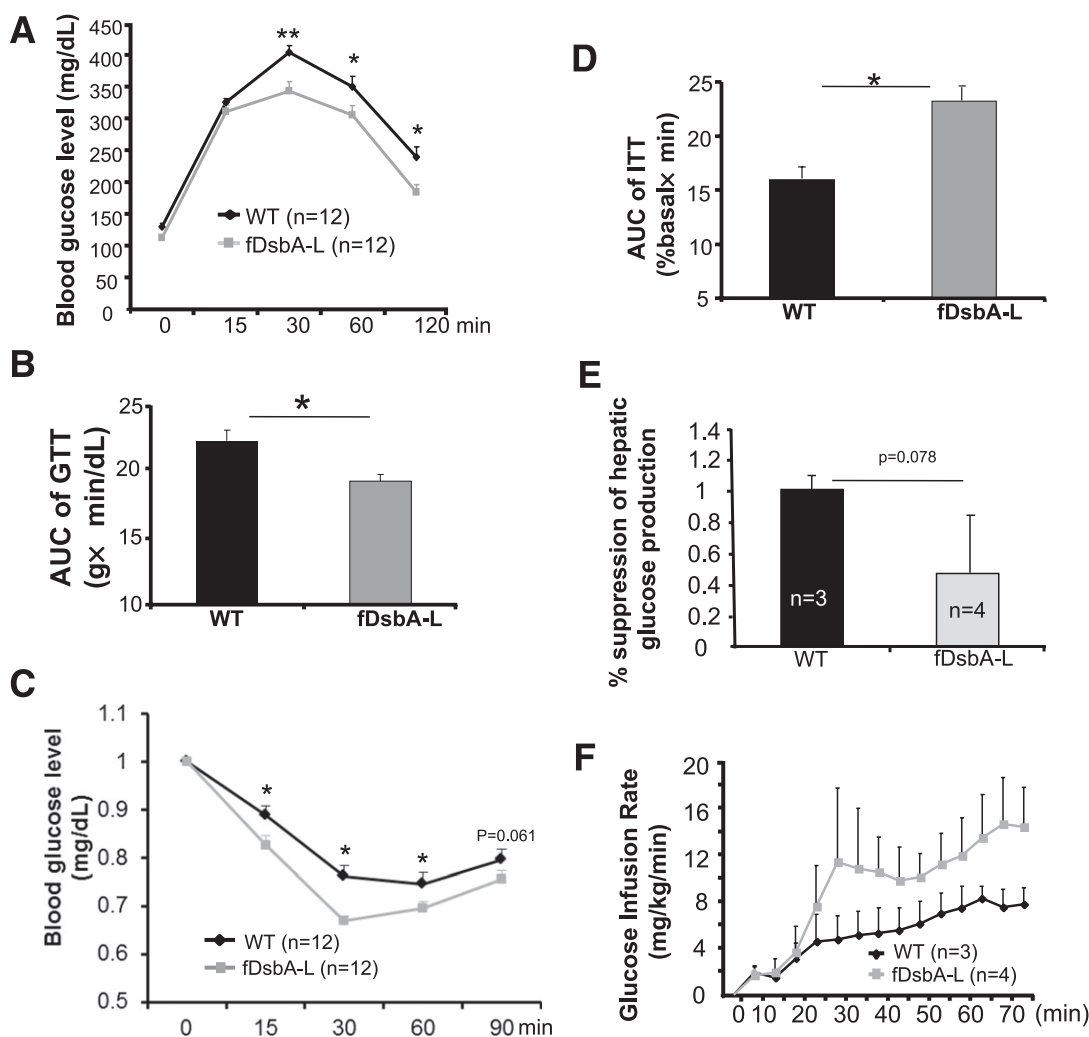 A
Blood gucose level (mg/dL)
450
400
350
300
250
200
150
100
50
0
**
*
*
WT (n=12)
fDsbA-L (n=12)
0 15 30 60 120 min
B
AUC of GTT
(g× min/dL)
25
20
15
10
*
WT fDsbA-L
C
Blood glucose level
(mg/dL)
1.1
1
0.9
0.8
0.7
0.6
0.5
*
*
*
P=0.061
WT (n=12)
fDsbA-L (n=12)
0 15 30 60 90 min
D
AUC of ITT
(%basal× min)
25
23
15
23
5
*
WT fDsbA-L
E
% suppression of hepatic
glucose production
1.4
1.2
1
0.8
0.6
0.4
0.2
0
p=0.078
n=3
n=4
WT fDsbA-L
F
Glucose Infusion Rate
(mg/kg/min)
20
16
12
8
4
0
WT (n=3)
fDsbA-L (n=4)
0 10 20 30 40 50 60 70 (min)